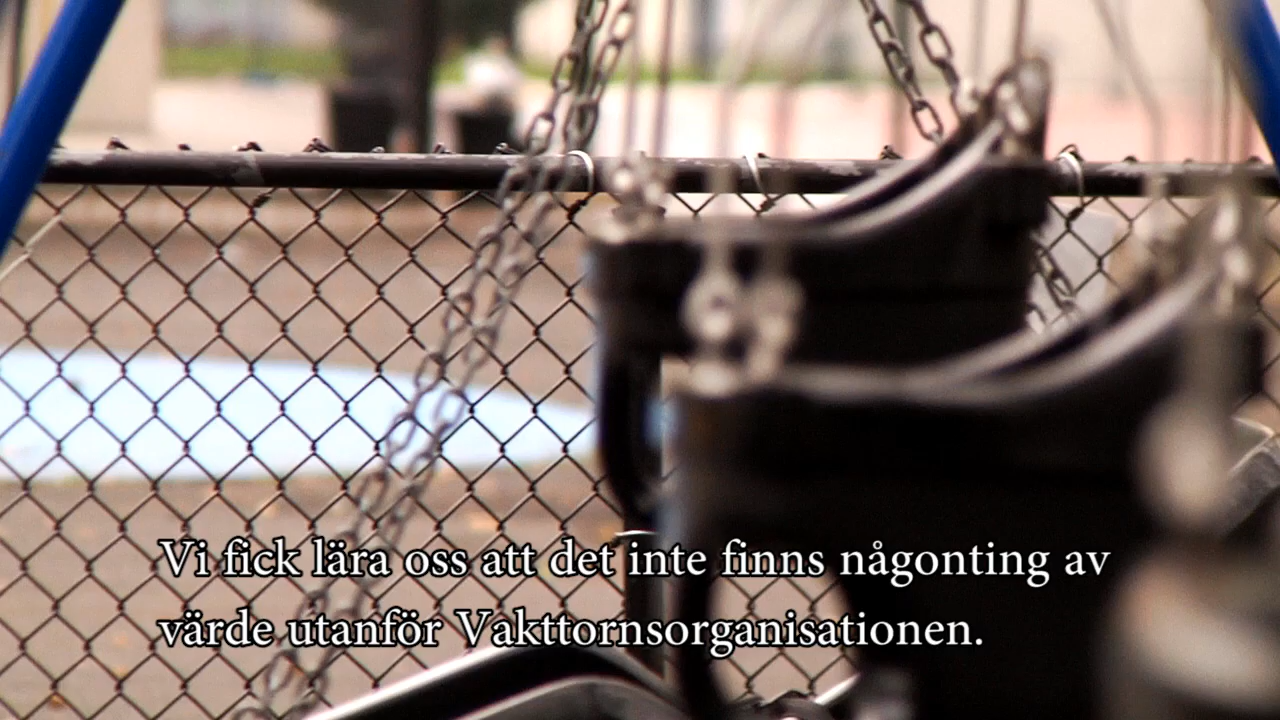 Vi fick lära oss att det inte finns någonting av
värde utanför Vakttornsorganisationen.